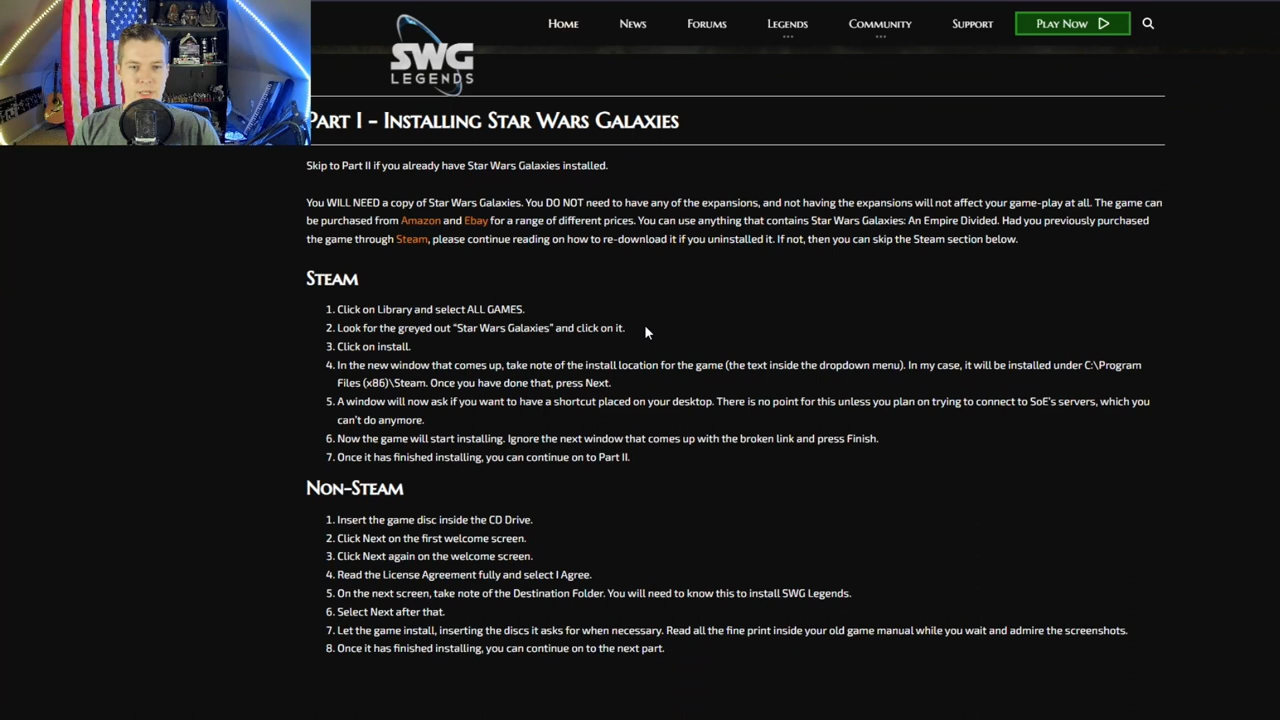 SWG
LEGENDS
Home
News
Forums
Legends
Community
Support
Play Now
Part I - Installing Star Wars Galaxies
Skip to Part II if you already have Star Wars Galaxies installed.
You WILL NEED a copy of Star Wars Galaxies. You DO NOT need to have any of the expansions, and not having the expansions will not affect your game-play at all. The game can
be purchased from Amazon and Ebay for a range of different prices. You can use anything that contains Star Wars Galaxies: An Empire Divided. Had you previously purchased
the game through Steam, please continue reading on how to re-download it if you uninstalled it. If not, then you can skip the Steam section below.
Steam
1. Click on Library and select ALL GAMES.
2. Look for the greyed out “Star Wars Galaxies” and click on it.
3. Click on install.
4. In the new window that comes up, take note of the install location for the game (the text inside the dropdown menu). In my case, it will be installed under C:\Program
Files (x86)\Steam. Once you have done that, press Next.
5. A window will now ask if you want to have a shortcut placed on your desktop. There is no point for this unless you plan on trying to connect to SoE’s servers, which you
can’t do anymore.
6. Now the game will start installing. Ignore the next window that comes up with the broken link and press Finish.
7. Once it has finished installing, you can continue on to Part II.
Non-Steam
1. Insert the game disc inside the CD Drive.
2. Click Next on the first welcome screen.
3. Click Next again on the welcome screen.
4. Read the License Agreement fully and select I Agree.
5. On the next screen, take note of the Destination Folder. You will need to know this to install SWG Legends.
6. Select Next after that.
7. Let the game install, inserting the discs it asks for when necessary. Read all the fine print inside your old game manual while you wait and admire the screenshots.
8. Once it has finished installing, you can continue on to the next part.